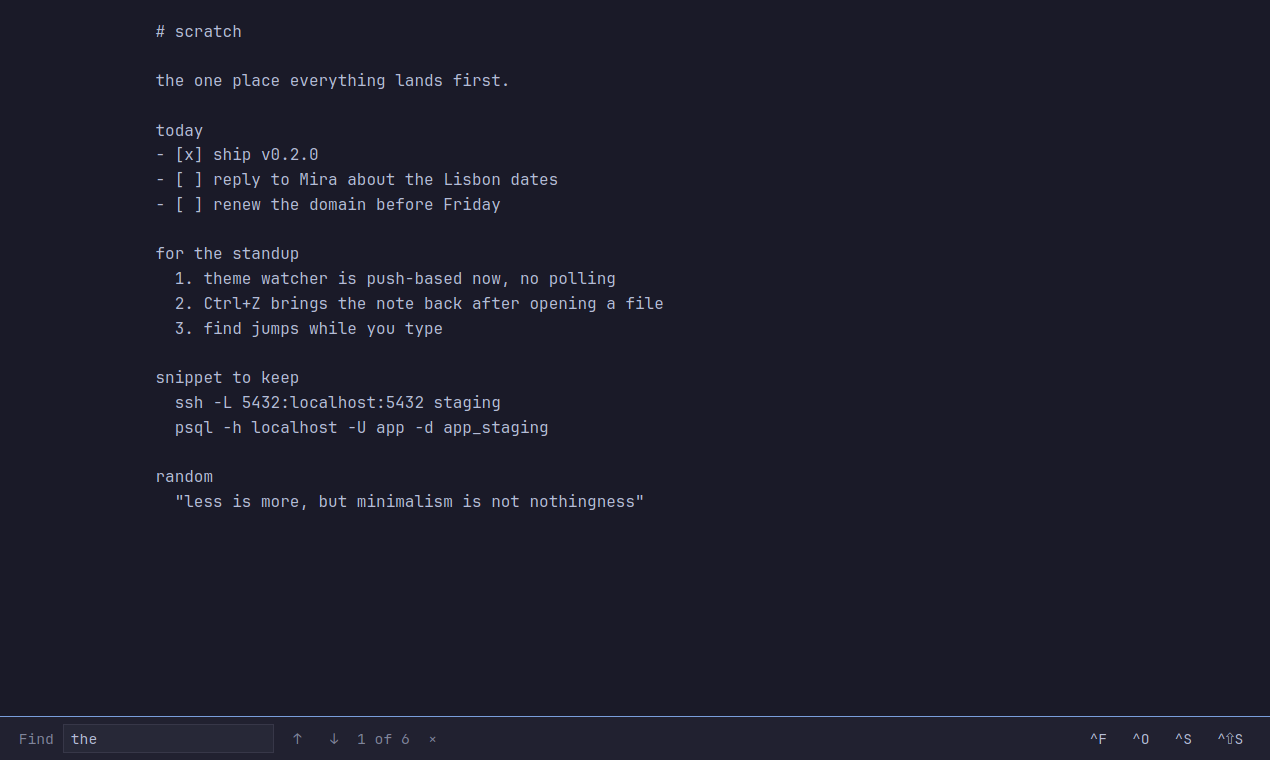 # scratch

the one place everything lands first.

today
- [x] ship v0.2.0
- [ ] reply to Mira about the Lisbon dates
- [ ] renew the domain before Friday

for the standup
  1. theme watcher is push-based now, no polling
  2. Ctrl+Z brings the note back after opening a file
  3. find jumps while you type

snippet to keep
  ssh -L 5432:localhost:5432 staging
  psql -h localhost -U app -d app_staging

random
  "less is more, but minimalism is not nothingness"

Find the ↑ ↓ 1 of 6 × ^F ^O ^S ^⇧S